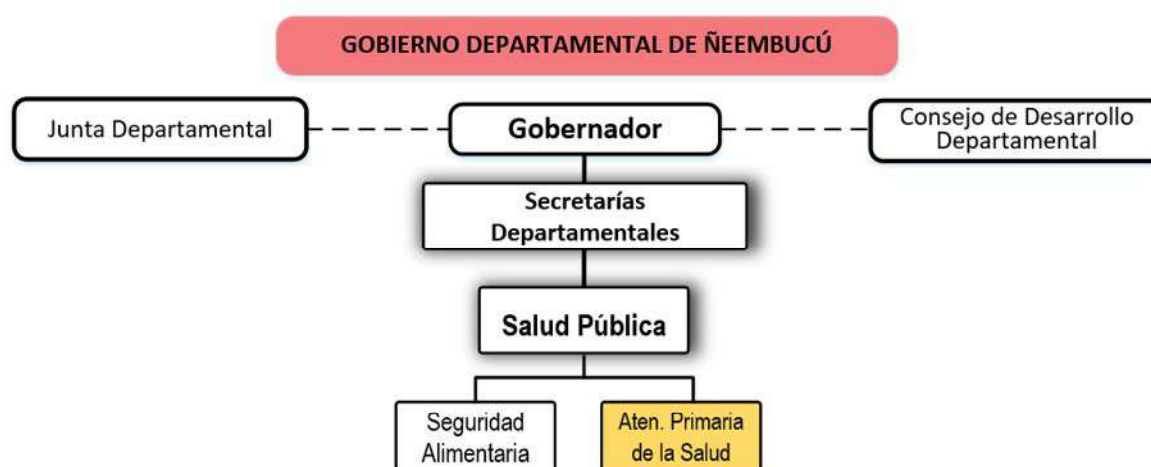 GOBIERNO DEPARTAMENTAL DE ÑEEMBUCÚ
Junta Departamental
Gobernador
Consejo de Desarrollo
Departamental
Secretarías
Departamentales
Salud Pública
Seguridad
Alimentaria
Aten. Primaria
de la Salud